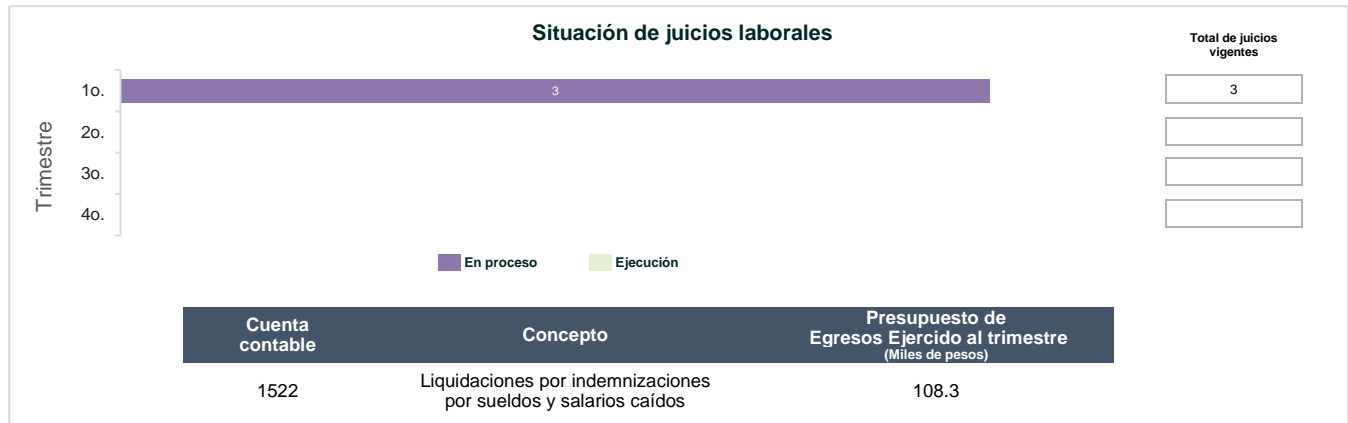 Situación de juicios laborales
Total de juicios
vigentes
Trimestre
1o.
3
3
2o.
3o.
4o.
En proceso
Ejecución
Cuenta
contable
Concepto
Presupuesto de
Egresos Ejercido al trimestre
(Miles de pesos)
1522
Liquidaciones por indemnizaciones
por sueldos y salarios caídos
108.3